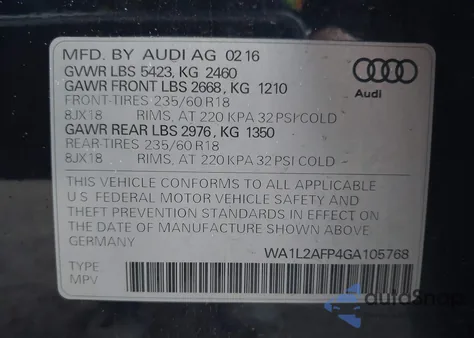 MFD. BY AUDI AG 0216
GVWR LBS 5423, KG 2460
GAWR FRONT LBS 2668, KG 1210
FRONT-TIRES 235/60 R18
8JX18 RIMS, AT 220 KPA 32 PSI COLD
GAWR REAR LBS 2976, KG 1350
REAR-TIRES 235/60 R18
8JX18 RIMS, AT 220 KPA 32 PSI COLD
Audi
THIS VEHICLE CONFORMS TO ALL APPLICABLE
U.S. FEDERAL MOTOR VEHICLE SAFETY AND
THEFT PREVENTION STANDARDS IN EFFECT ON
THE DATE OF MANUFACTURE SHOWN ABOVE.
GERMANY
WA1L2AFP4GA105768
TYPE:
MPV
autoSnap